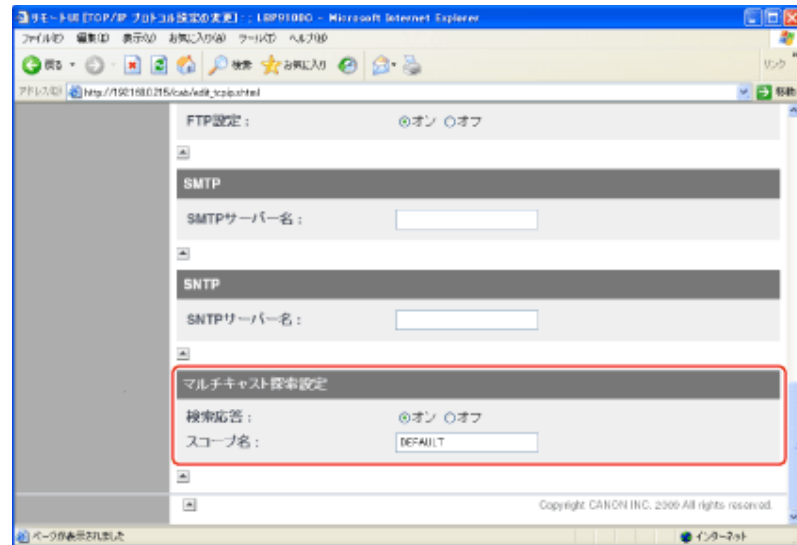 リモートUI [TCP/IP プロトコル設定の変更] : ; LBP9100C - Microsoft Internet Explorer
ファイル(F) 編集(E) 表示(V) お気に入り(A) ツール(T) ヘルプ(H)
戻る 検索 お気に入り リンク
アドレス(D) http://192.168.0.215/cab/edit_tcpip.shtml 移動
FTP設定 : オン オフ
SMTP
SMTPサーバー名 :
SNTP
SNTPサーバー名 :
マルチキャスト探索設定
検索応答 : オン オフ
スコープ名 : DEFAULT
Copyright CANON INC. 2009 All rights reserved.
ページが表示されました インターネット